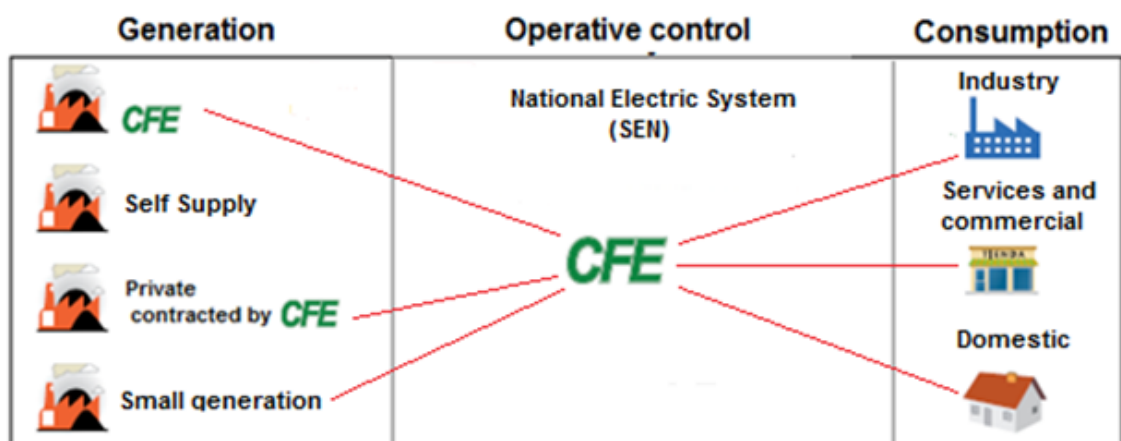 Generation
Operative control
Consumption
CFE
Self Supply
Private
contracted by CFE
Small generation
National Electric System
(SEN)
CFE
Industry
Services and
commercial
TIENDA
Domestic